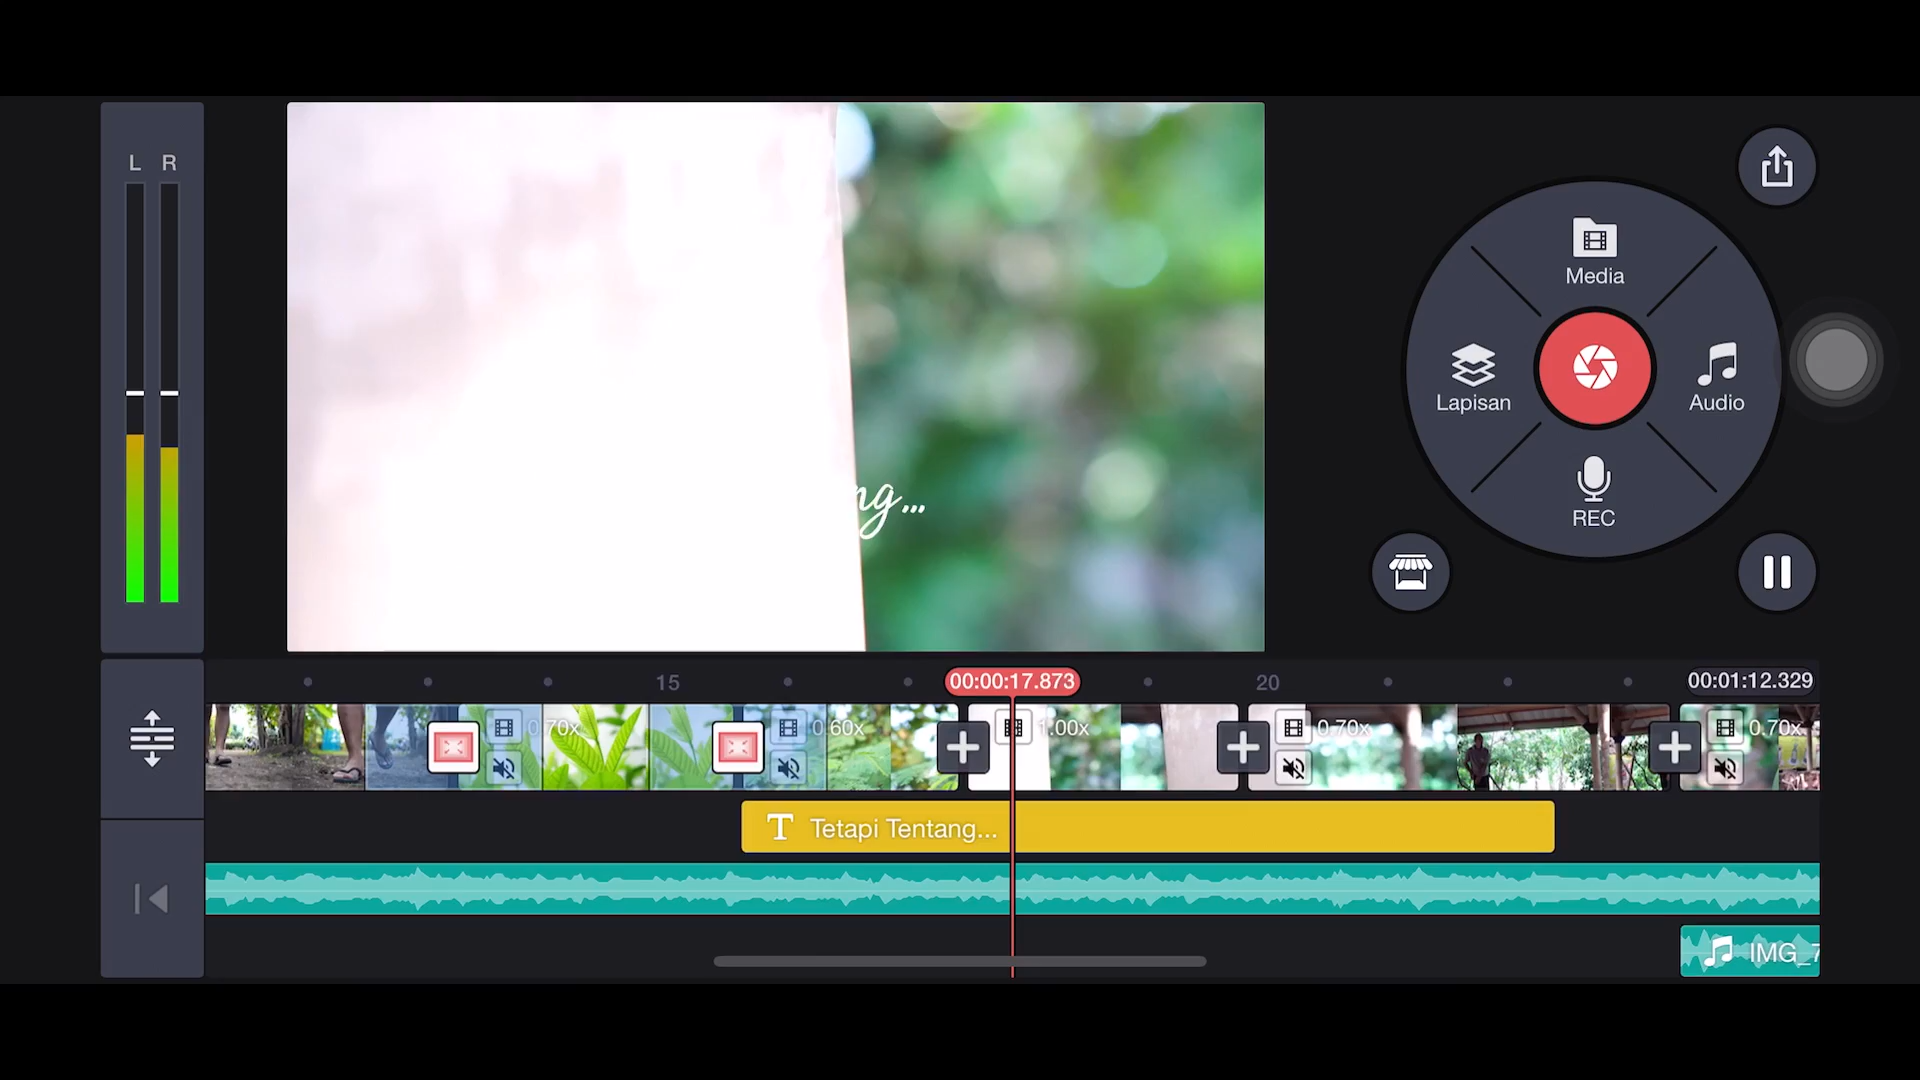 L R
Media
Lapisan
Audio
REC
ng...
15
00:00:17.873
20
00:01:12.329
0.70x
0.60x
1.00x
0.70x
0.70x
T Tetapi Tentang...
IMG_7